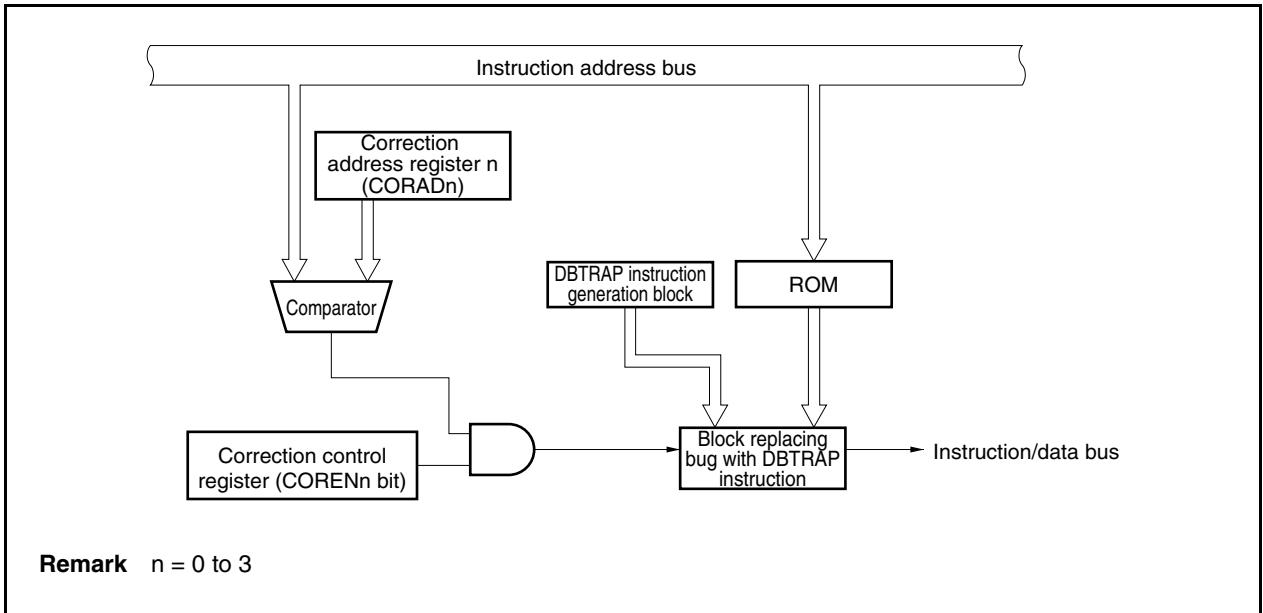 Instruction address bus
Correction
address register n
(CORADn)
Comparator
DBTRAP instruction
generation block
ROM
Correction control
register (CORENn bit)
Block replacing
bug with DBTRAP
instruction
Instruction/data bus
Remark n = 0 to 3